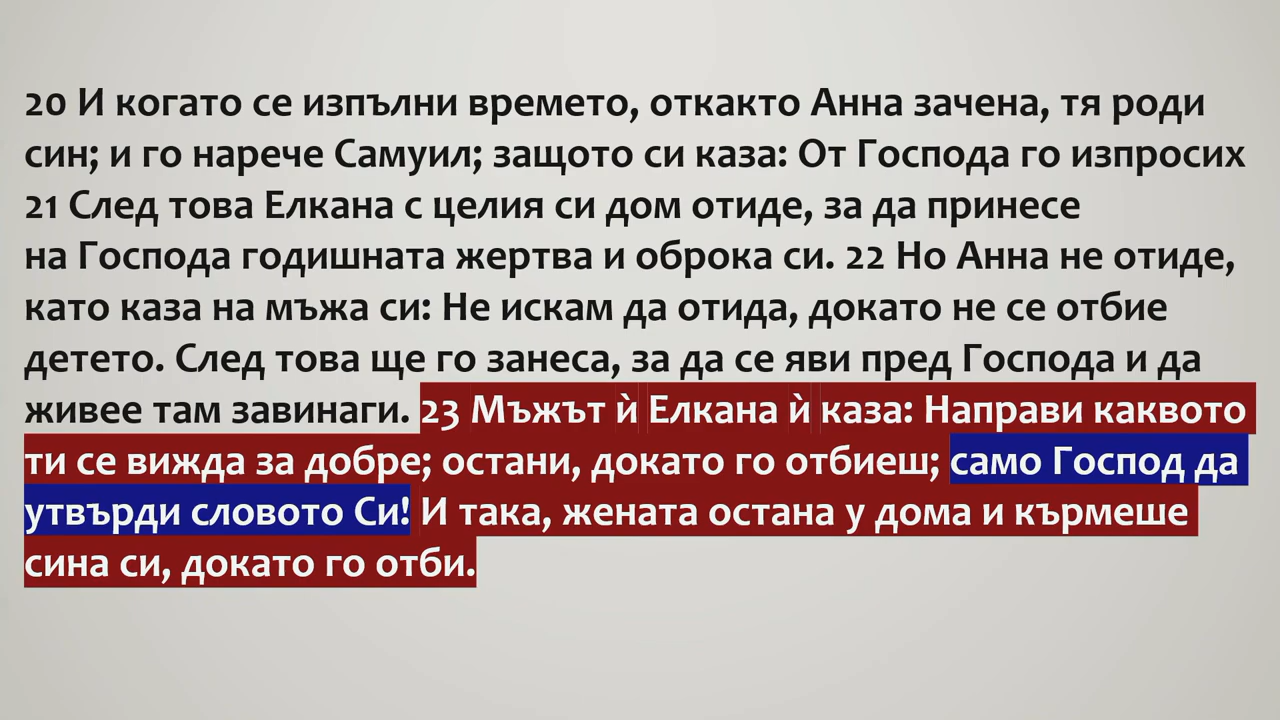 20 И когато се изпълни времето, откакто Анна зачена, тя роди
син; и го нарече Самуил; защото си каза: От Господа го изпросих
21 След това Елкана с целия си дом отиде, за да принесе
на Господа годишната жертва и оброка си. 22 Но Анна не отиде,
като каза на мъжа си: Не искам да отида, докато не се отбие
детето. След това ще го занеса, за да се яви пред Господа и да
живее там завинаги. 23 Мъжът ѝ Елкана ѝ каза: Направи каквото
ти се вижда за добре; остани, докато го отбиеш; само Господ да
утвърди словото Си! И така, жената остана у дома и кърмеше
сина си, докато го отби.